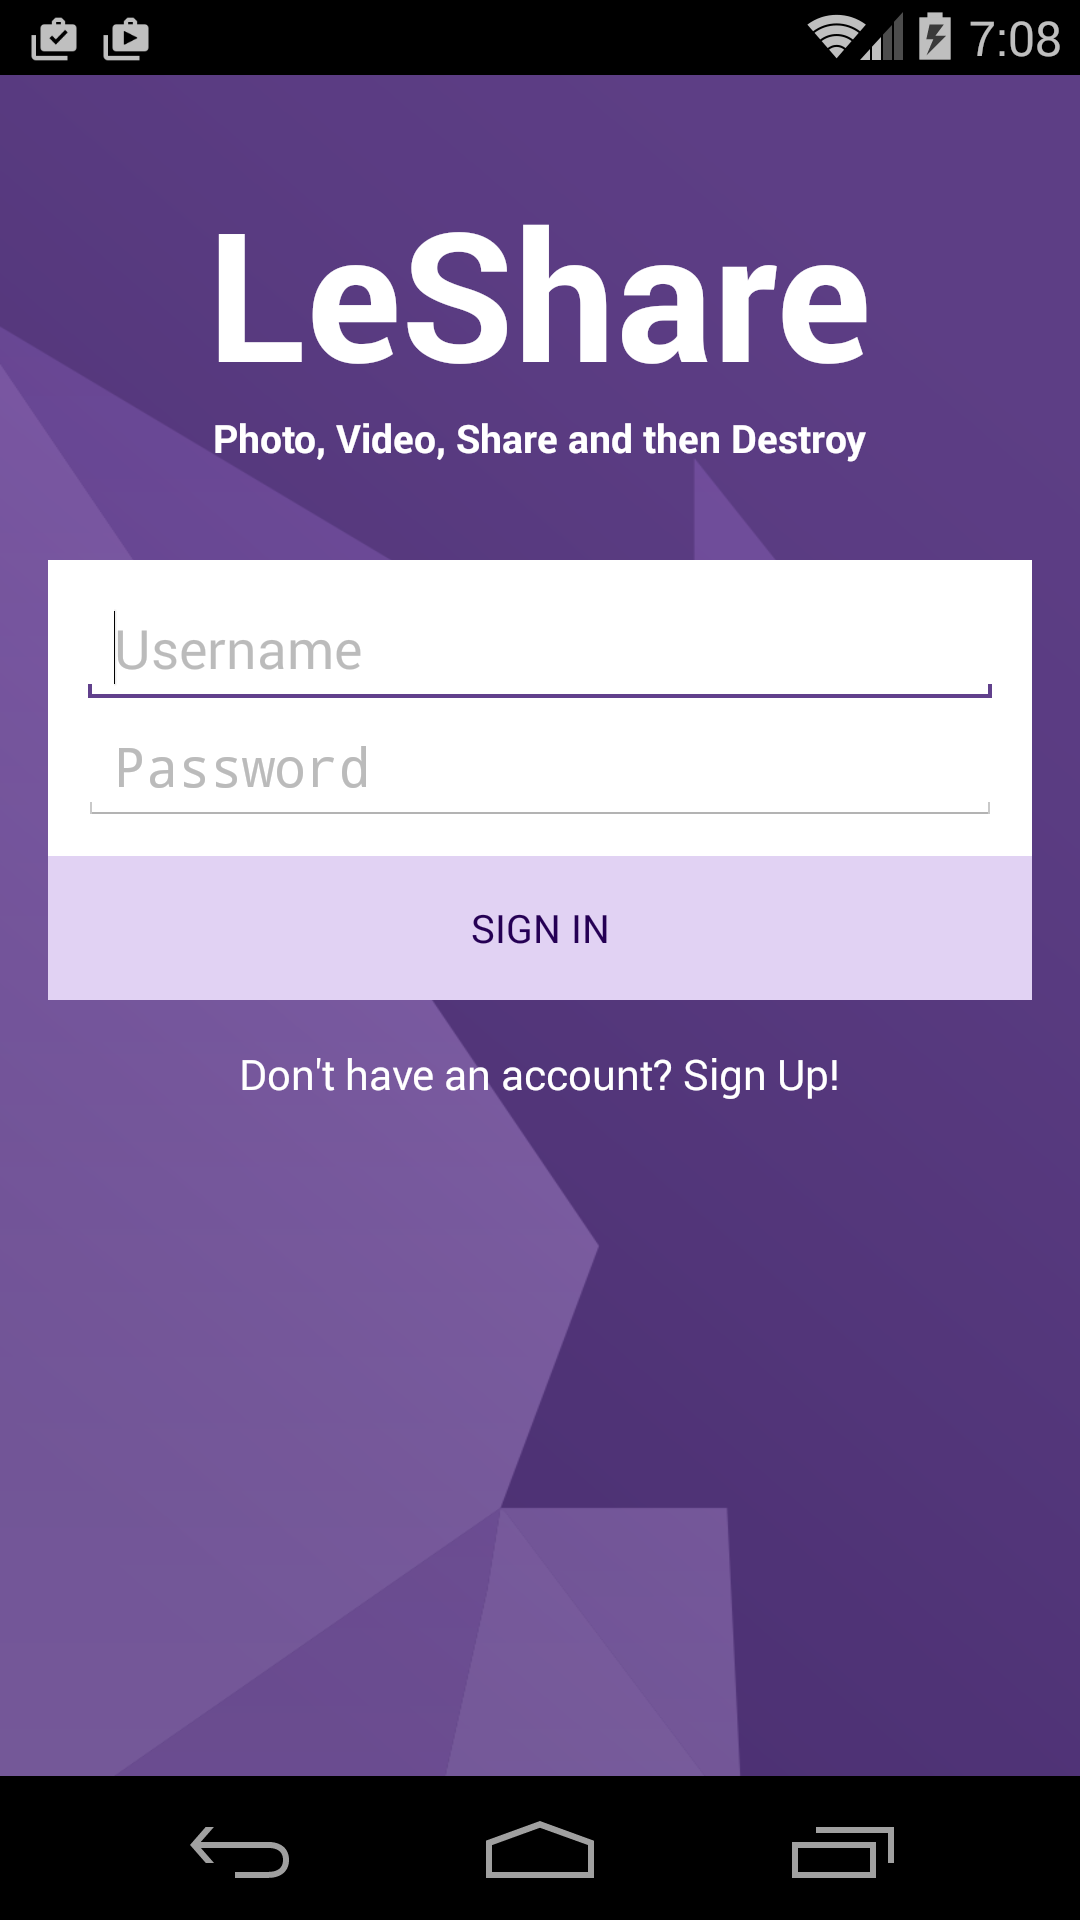 7:08
LeShare
Photo, Video, Share and then Destroy
Username
Password
SIGN IN
Don't have an account? Sign Up!